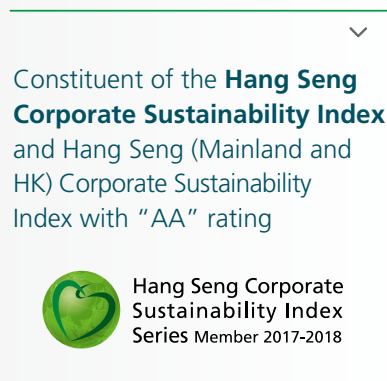 Constituent of the Hang Seng
Corporate Sustainability Index
and Hang Seng (Mainland and
HK) Corporate Sustainability
Index with “AA” rating
Hang Seng Corporate
Sustainability Index
Series Member 2017-2018